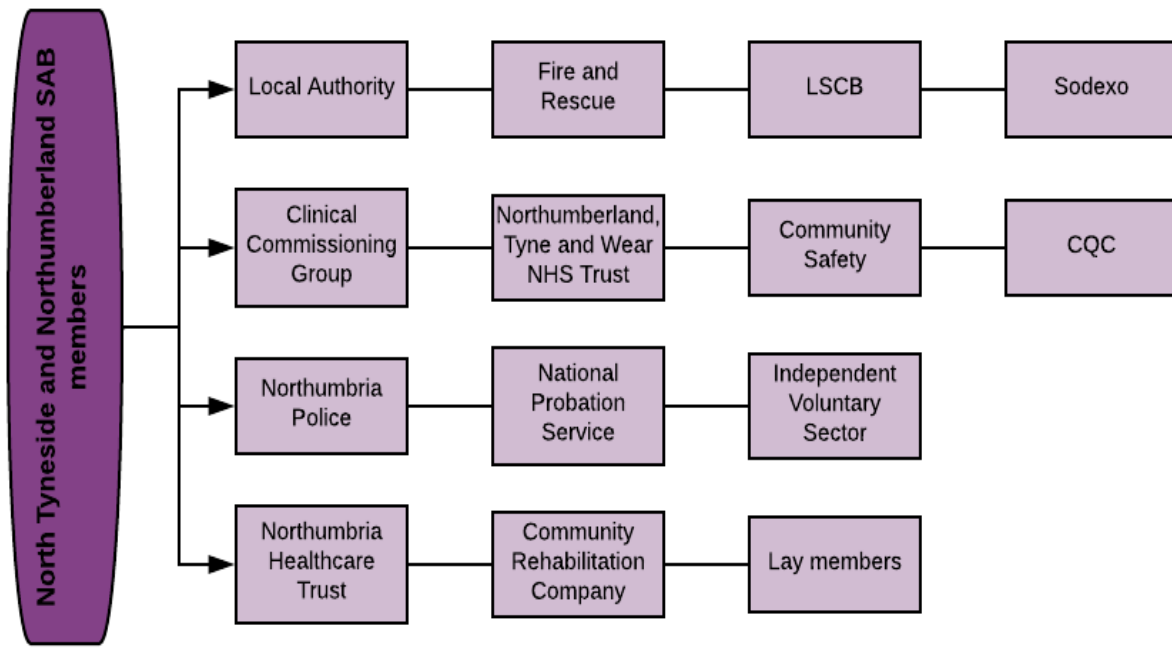 North Tyneside and Northumberland SAB
members
Local Authority
Fire and
Rescue
LSCB
Sodexo
Clinical
Commissioning
Group
Northumberland,
Tyne and Wear
NHS Trust
Community
Safety
CQC
Northumbria
Police
National
Probation
Service
Independent
Voluntary
Sector
Northumbria
Healthcare
Trust
Community
Rehabilitation
Company
Lay members